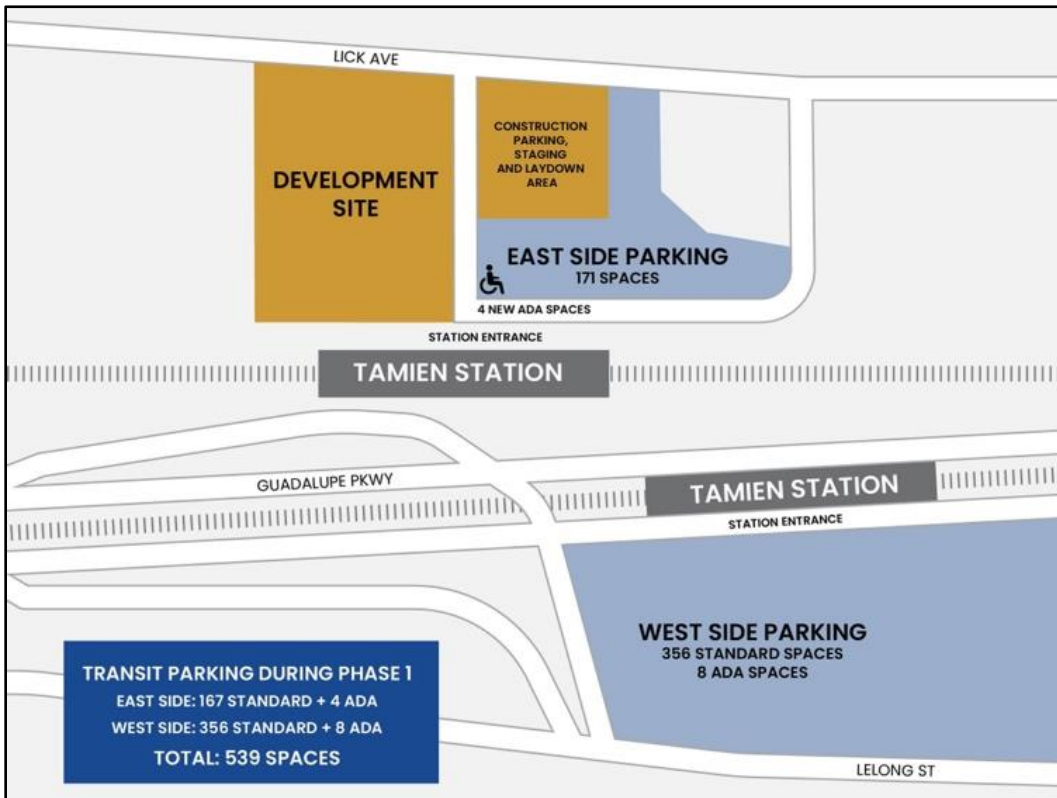 LICK AVE
CONSTRUCTION
PARKING,
STAGING
AND LAYDOWN
AREA
DEVELOPMENT
SITE
EAST SIDE PARKING
171 SPACES
4 NEW ADA SPACES
STATION ENTRANCE
TAMIEN STATION
GUADALUPE PKWY
TAMIEN STATION
STATION ENTRANCE
WEST SIDE PARKING
356 STANDARD SPACES
8 ADA SPACES
TRANSIT PARKING DURING PHASE 1
EAST SIDE: 167 STANDARD + 4 ADA
WEST SIDE: 356 STANDARD + 8 ADA
TOTAL: 539 SPACES
LELONG ST